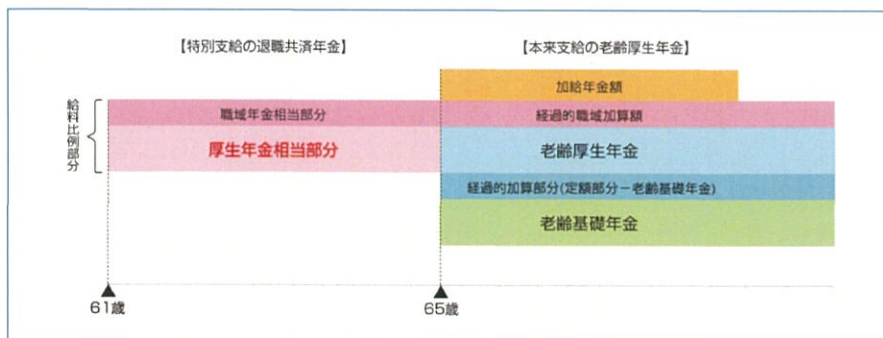 【特別支給の退職共済年金】
【本来支給の老齢厚生年金】
加給年金額
給料比例部分
職域年金相当部分
経過的職域加算額
厚生年金相当部分
老齢厚生年金
経過的加算部分(定額部分－老齢基礎年金)
老齢基礎年金
61歳
65歳